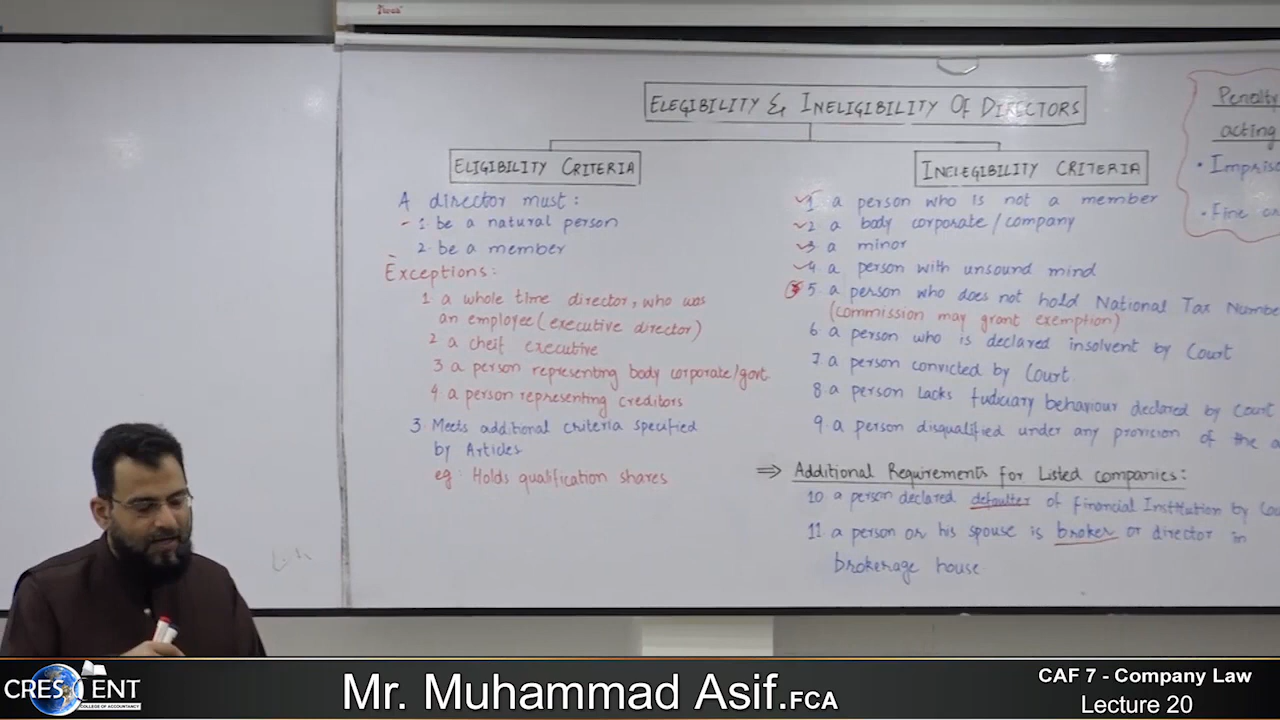 ELEGIBILITY & INELIGIBILITY OF DIRECTORS
ELIGIBILITY CRITERIA
A director must:
1. be a natural person
2. be a member
Exceptions:
1. a whole time director, who was
an employee (executive director)
2 a cheif executive
3 a person representing body corporate/govt
4. a person representing creditors
3. Meets additional criteria specified
by Articles
eg: Holds qualification shares
INELEGIBILITY CRITERIA
1 a person who is not a member
2 a body corporate/company
3 a minor
4 a person with unsound mind
5 a person who does not hold National Tax Number
(commission may grant exemption)
6 a person who is declared insolvent by Court
7 a person convicted by Court.
8 a person lacks fuduciary behaviour declared by Court
9. a person disqualified under any provision of the
⇒ Additional Requirements for Listed companies:
10 a person declared defaulter of Financial Institution by
11. a person or his spouse is broker or director in
brokerage house.
Penalty
acting
• Impriso
• Fine
CRESCENT
COLLEGE OF ACCOUNTANCY
Mr. Muhammad Asif.FCA
CAF 7 - Company Law
Lecture 20